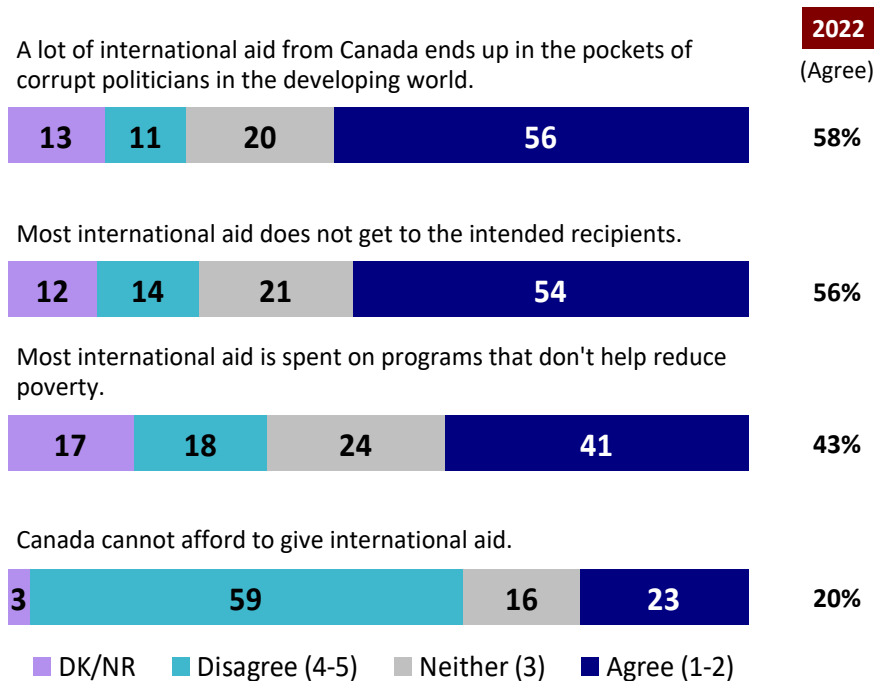 2022
(Agree)
A lot of international aid from Canada ends up in the pockets of
corrupt politicians in the developing world.
13 11 20 56 58%
Most international aid does not get to the intended recipients.
12 14 21 54 56%
Most international aid is spent on programs that don't help reduce
poverty.
17 18 24 41 43%
Canada cannot afford to give international aid.
3 59 16 23 20%
DK/NR Disagree (4-5) Neither (3) Agree (1-2)